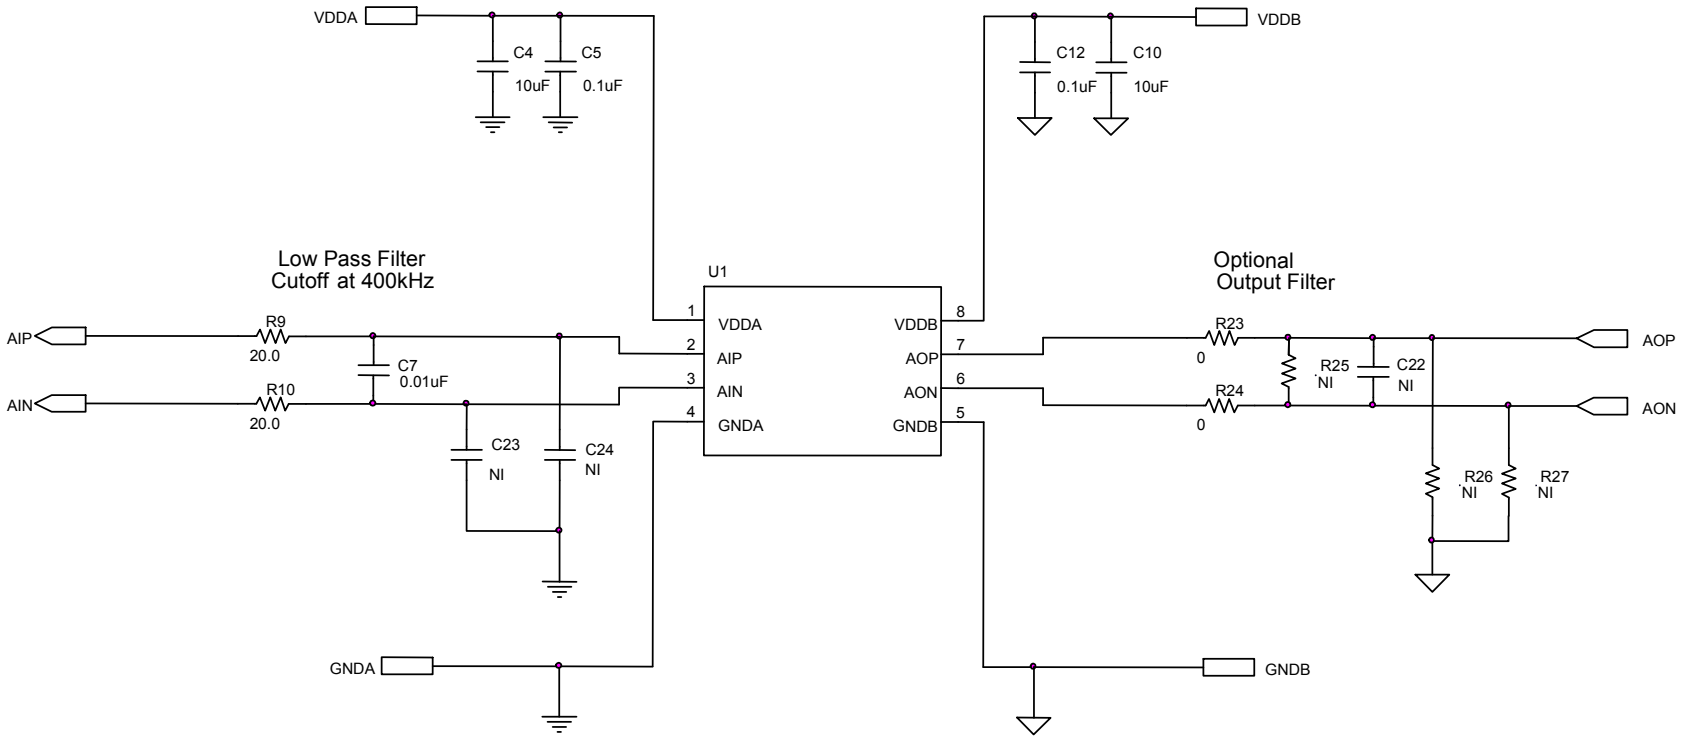 VDDA
C4
10uF
C5
0.1uF
C12
0.1uF
C10
10uF
VDDB
Low Pass Filter
Cutoff at 400kHz
Optional
Output Filter
U1
1
VDDA
2
AIP
3
AIN
4
GNDA
8
VDDB
7
AOP
6
AON
5
GNDB
AIP
R9
20.0
C7
0.01uF
AIN
R10
20.0
C23
NI
C24
NI
R23
0
R24
0
.R25
NI
C22
NI
AOP
AON
.R26
NI
.R27
NI
GNDA
GNDB